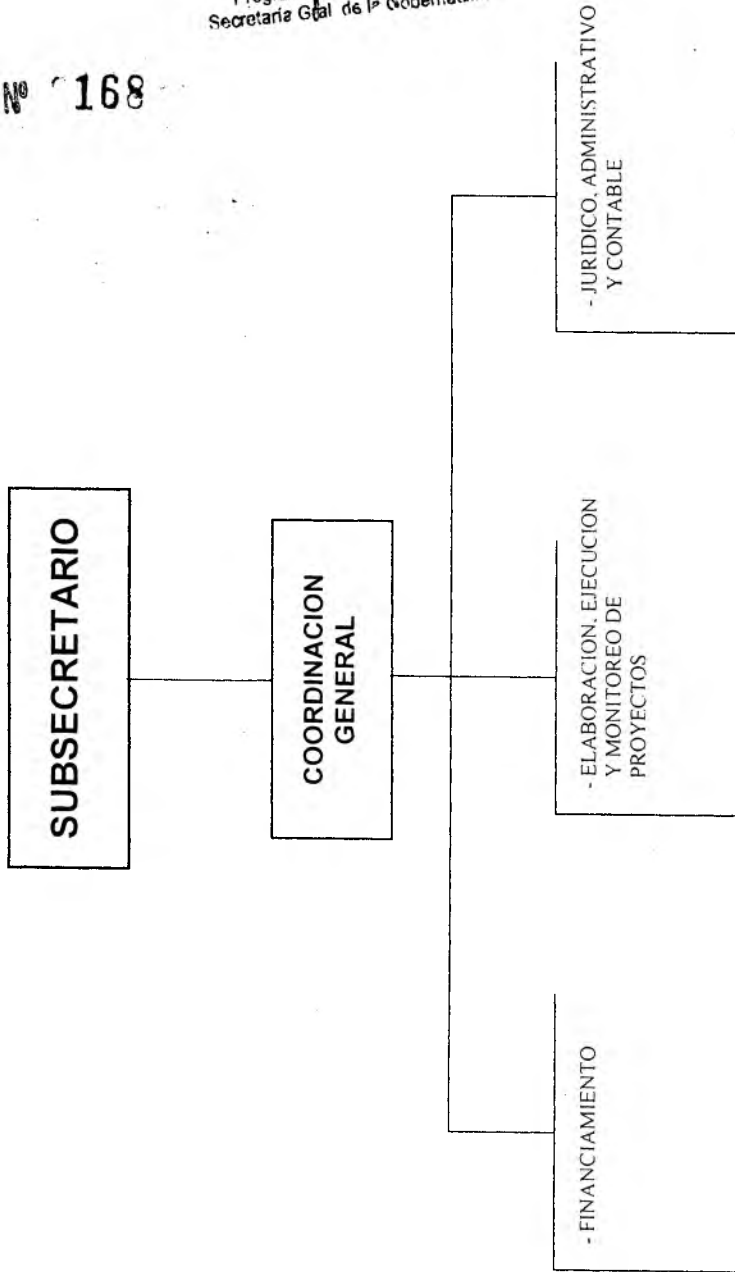 Secretaría Gral de la
Nº 168
SUBSECRETARIO
COORDINACION
GENERAL
- FINANCIAMIENTO
- ELABORACION, EJECUCION
Y MONITOREO DE
PROYECTOS
- JURIDICO, ADMINISTRATIVO
Y CONTABLE